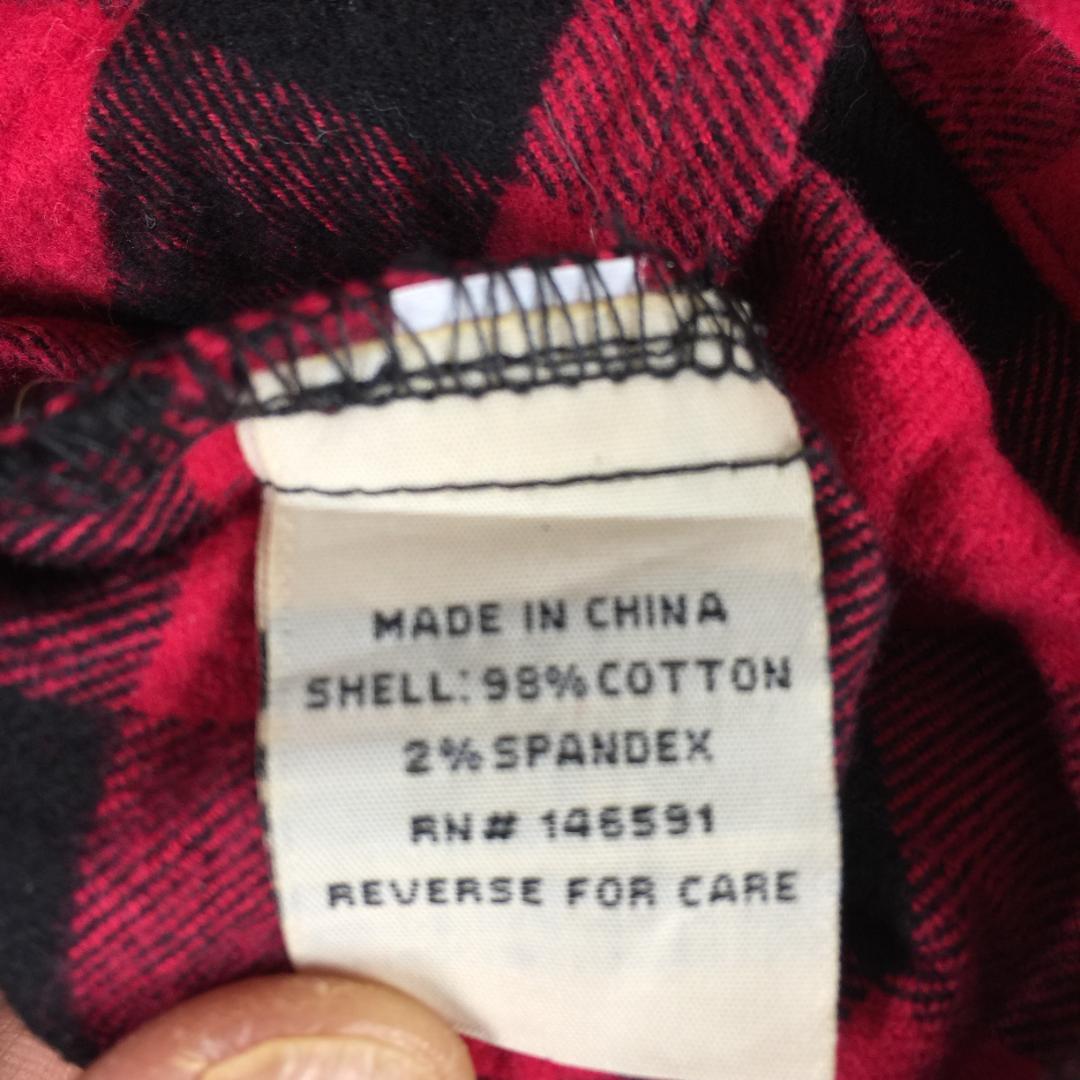 MADE IN CHINA
SHELL: 98% COTTON
2% SPANDEX
RN# 146591
REVERSE FOR CARE